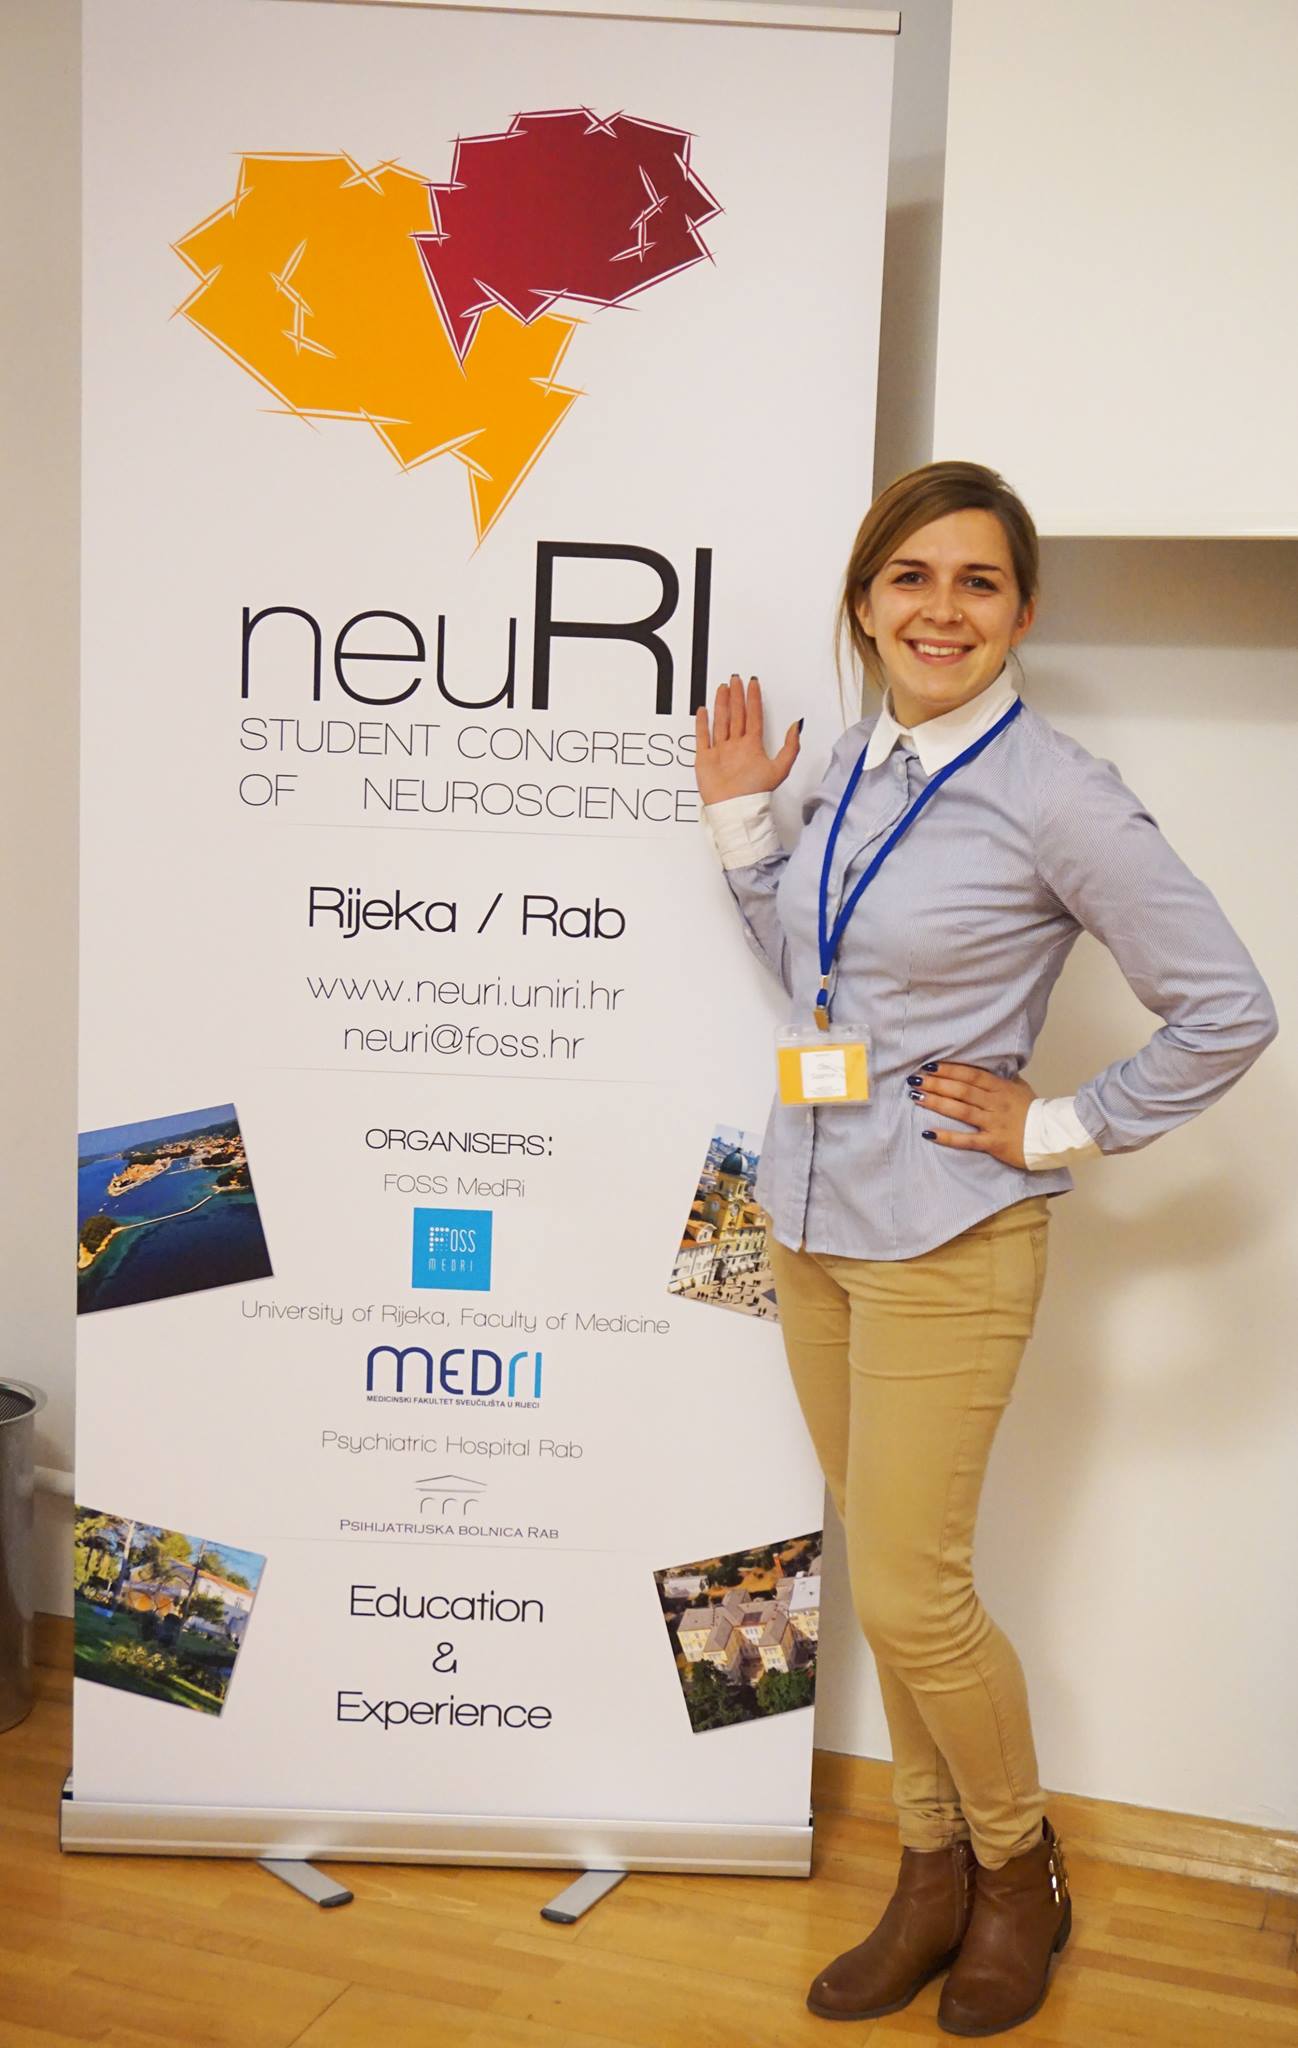 neuRI
STUDENT CONGRESS
OF NEUROSCIENCE
Rijeka / Rab
www.neuri.uniri.hr
neuri@foss.hr
ORGANISERS:
FOSS MedRi
FOSS
MEDRI
University of Rijeka, Faculty of Medicine
MEDRI
MEDICINSKI FAKULTET SVEUČILIŠTA U RIJECI
Psychiatric Hospital Rab
PSIHIJATRIJSKA BOLNICA RAB
Education
&
Experience